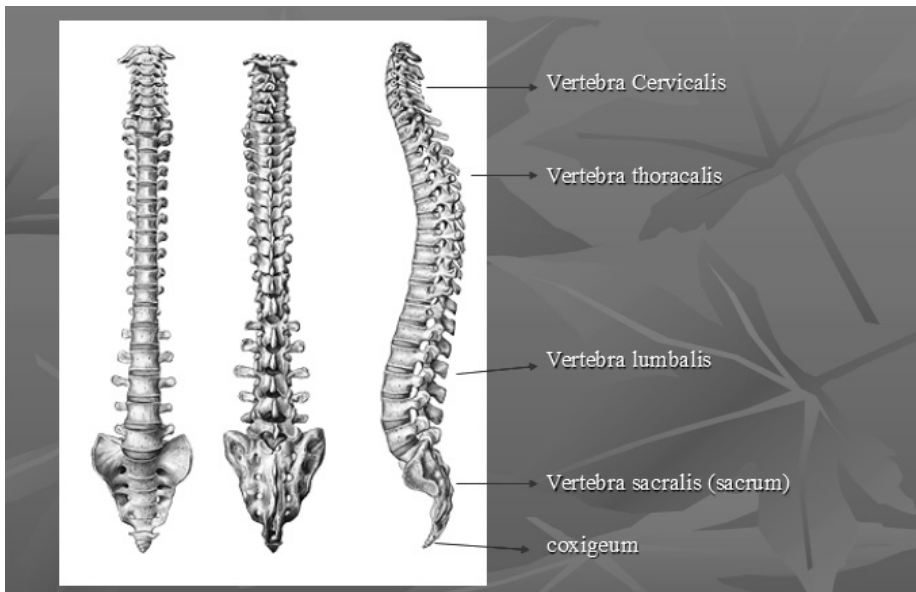 Vertebra Cervicalis
Vertebra thoracalis
Vertebra lumbalis
Vertebra sacralis (sacrum)
coxigeum